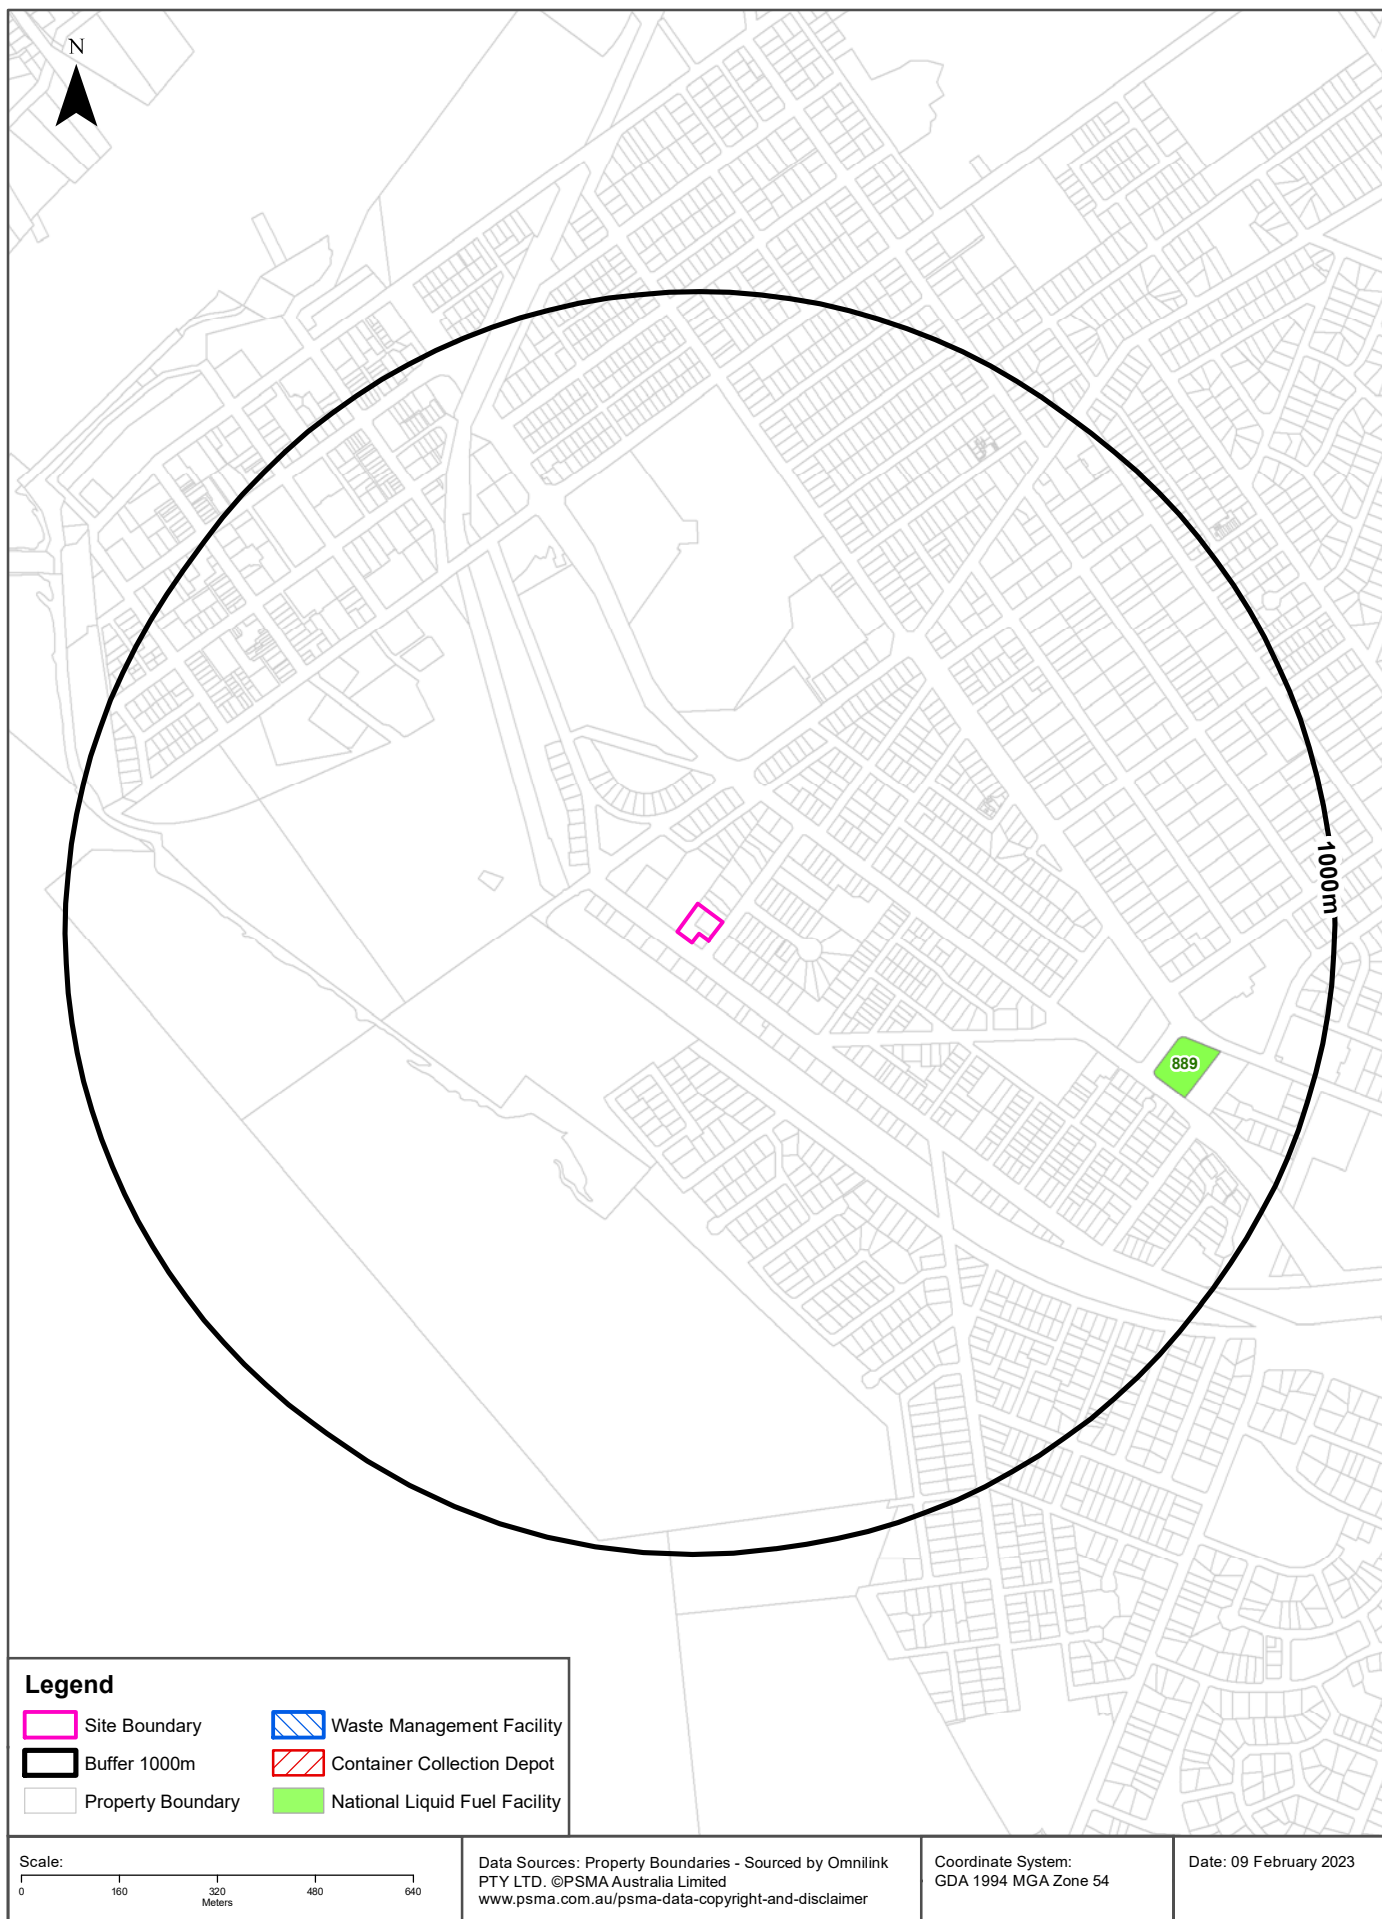 N
1000m
889
Legend
Site Boundary
Buffer 1000m
Property Boundary
Waste Management Facility
Container Collection Depot
National Liquid Fuel Facility
Scale:
0 160 320 480 640
Meters
Data Sources: Property Boundaries - Sourced by Omnilink
PTY LTD. ©PSMA Australia Limited
www.psma.com.au/psma-data-copyright-and-disclaimer
Coordinate System:
GDA 1994 MGA Zone 54
Date: 09 February 2023